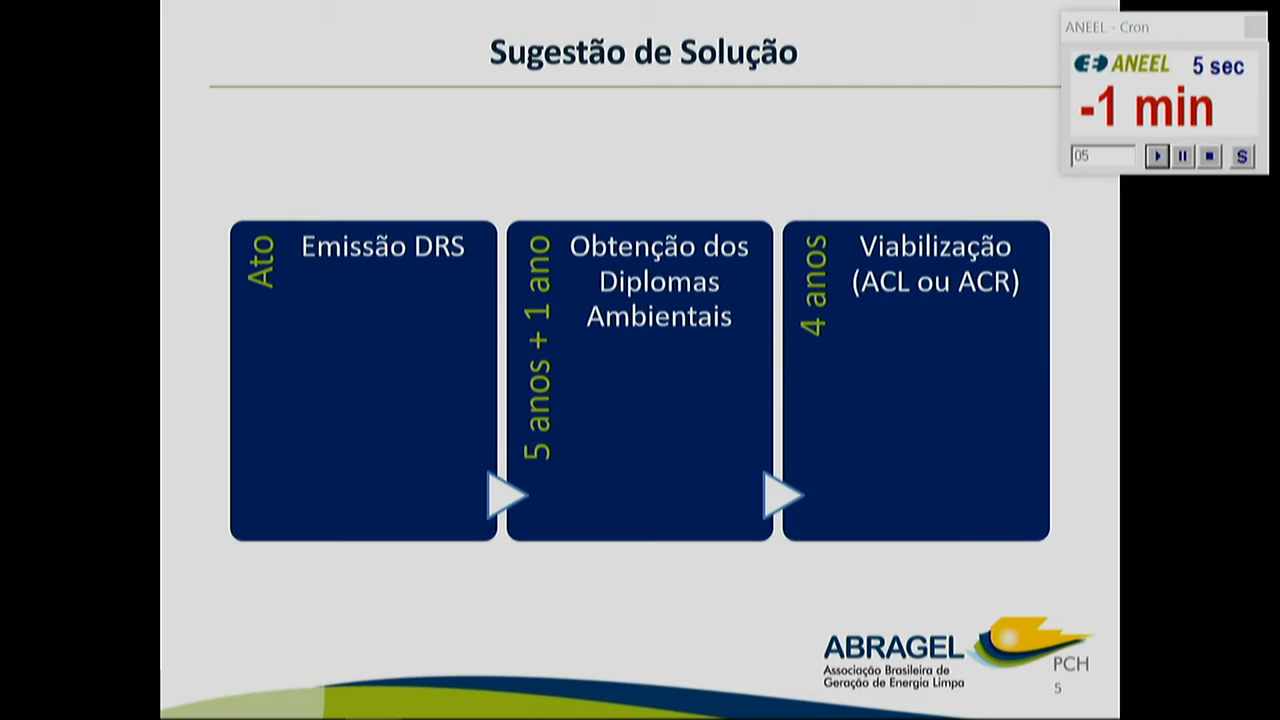 Sugestão de Solução
ANEEL - Cron
ANEEL
5 sec
-1 min
05
S
Ato
Emissão DRS
5 anos + 1 ano
Obtenção dos
Diplomas
Ambientais
4 anos
Viabilização
(ACL ou ACR)
ABRAGEL
Associação Brasileira de
Geração de Energia Limpa
PCH
5